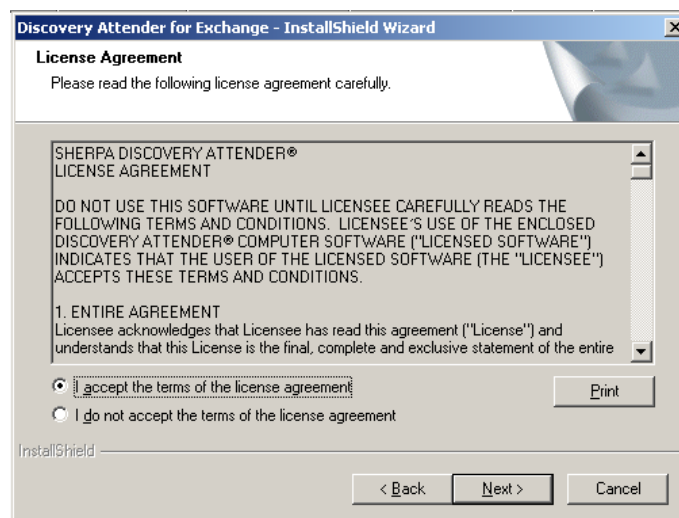 Discovery Attender for Exchange - InstallShield Wizard
License Agreement
Please read the following license agreement carefully.
SHERPA DISCOVERY ATTENDER®
LICENSE AGREEMENT
DO NOT USE THIS SOFTWARE UNTIL LICENSEE CAREFULLY READS THE
FOLLOWING TERMS AND CONDITIONS. LICENSEE'S USE OF THE ENCLOSED
DISCOVERY ATTENDER® COMPUTER SOFTWARE ("LICENSED SOFTWARE")
INDICATES THAT THE USER OF THE LICENSED SOFTWARE (THE "LICENSEE")
ACCEPTS THESE TERMS AND CONDITIONS.
1. ENTIRE AGREEMENT
Licensee acknowledges that Licensee has read this agreement ("License") and
understands that this License is the final, complete and exclusive statement of the entire
I accept the terms of the license agreement
Print
I do not accept the terms of the license agreement
InstallShield
< Back
Next >
Cancel